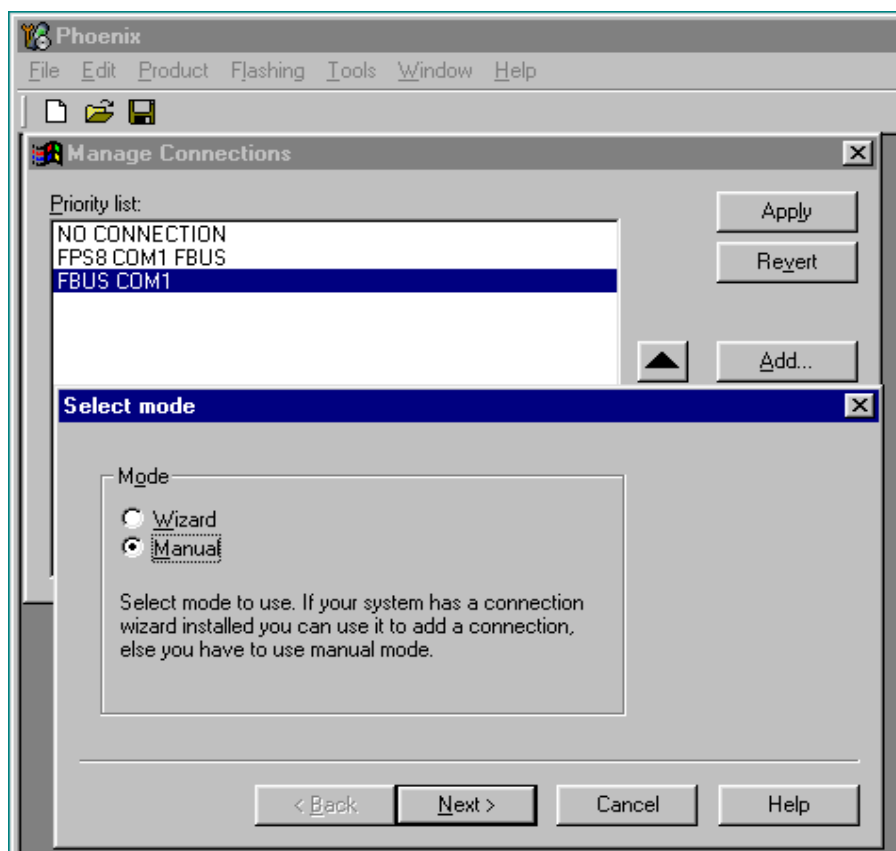 Phoenix
File Edit Product Flashing Tools Window Help
Manage Connections
Priority list:
NO CONNECTION
FPS8 COM1 FBUS
FBUS COM1
Apply
Revert
Add...
Select mode
Mode
Wizard
Manual
Select mode to use. If your system has a connection
wizard installed you can use it to add a connection,
else you have to use manual mode.
< Back Next > Cancel Help